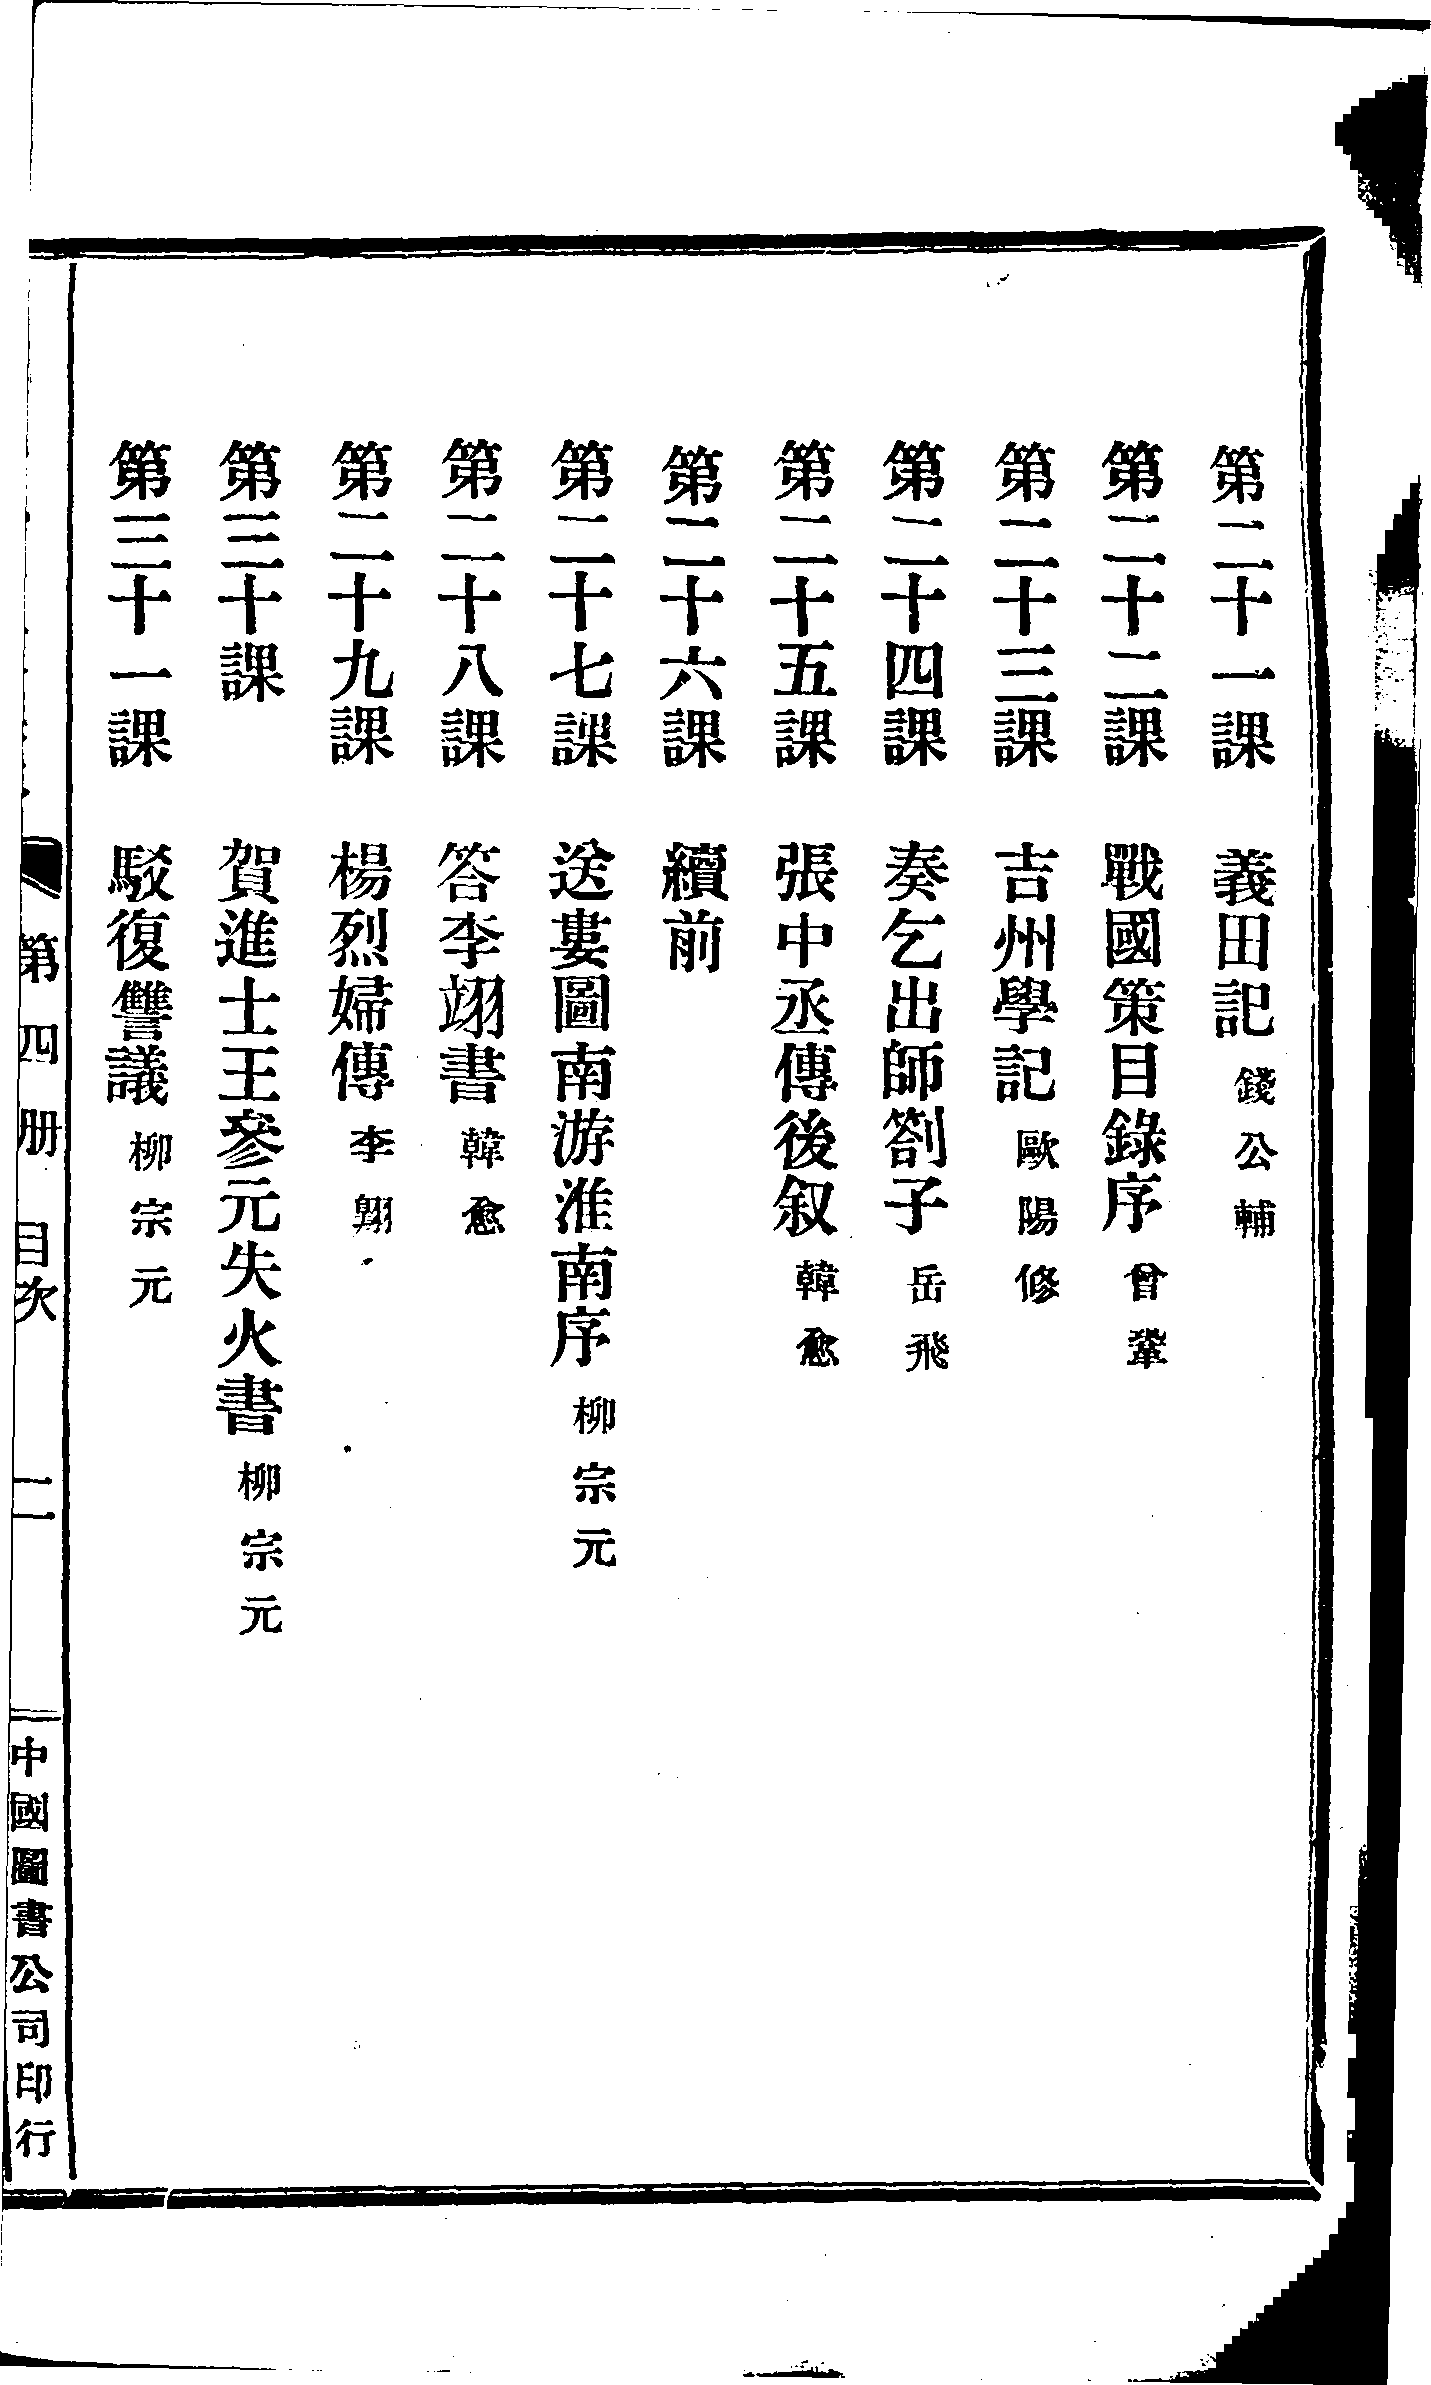 第二十一課　義田記 錢公輔
第二十二課　戰國策目錄序 曾鞏
第二十三課　吉州學記 歐陽修
第二十四課　奏乞出師劄子 岳飛
第二十五課　張中丞傳後叙 韓愈
第二十六課　續前
第二十七課　送婁圖南游淮南序 柳宗元
第二十八課　答李翊書 韓愈
第二十九課　楊烈婦傳 李翺
第三十課　賀進士王參元失火書 柳宗元
第三十一課　駁復讐議 柳宗元
第四册　目次　二
中國圖書公司印行